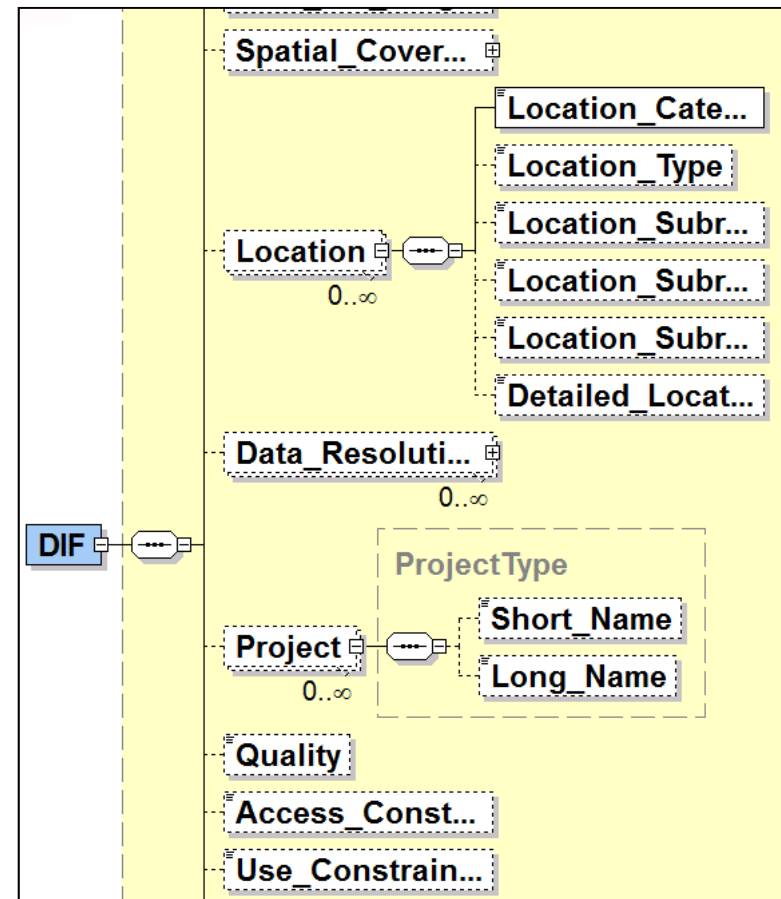 Spatial_Cover...
Location_Cate...
Location_Type
Location_Subr...
Location
0..∞
Location_Subr...
Location_Subr...
Detailed_Locat...
Data_Resoluti...
0..∞
DIF
ProjectType
Short_Name
Project
0..∞
Long_Name
Quality
Access_Const...
Use_Constrain...